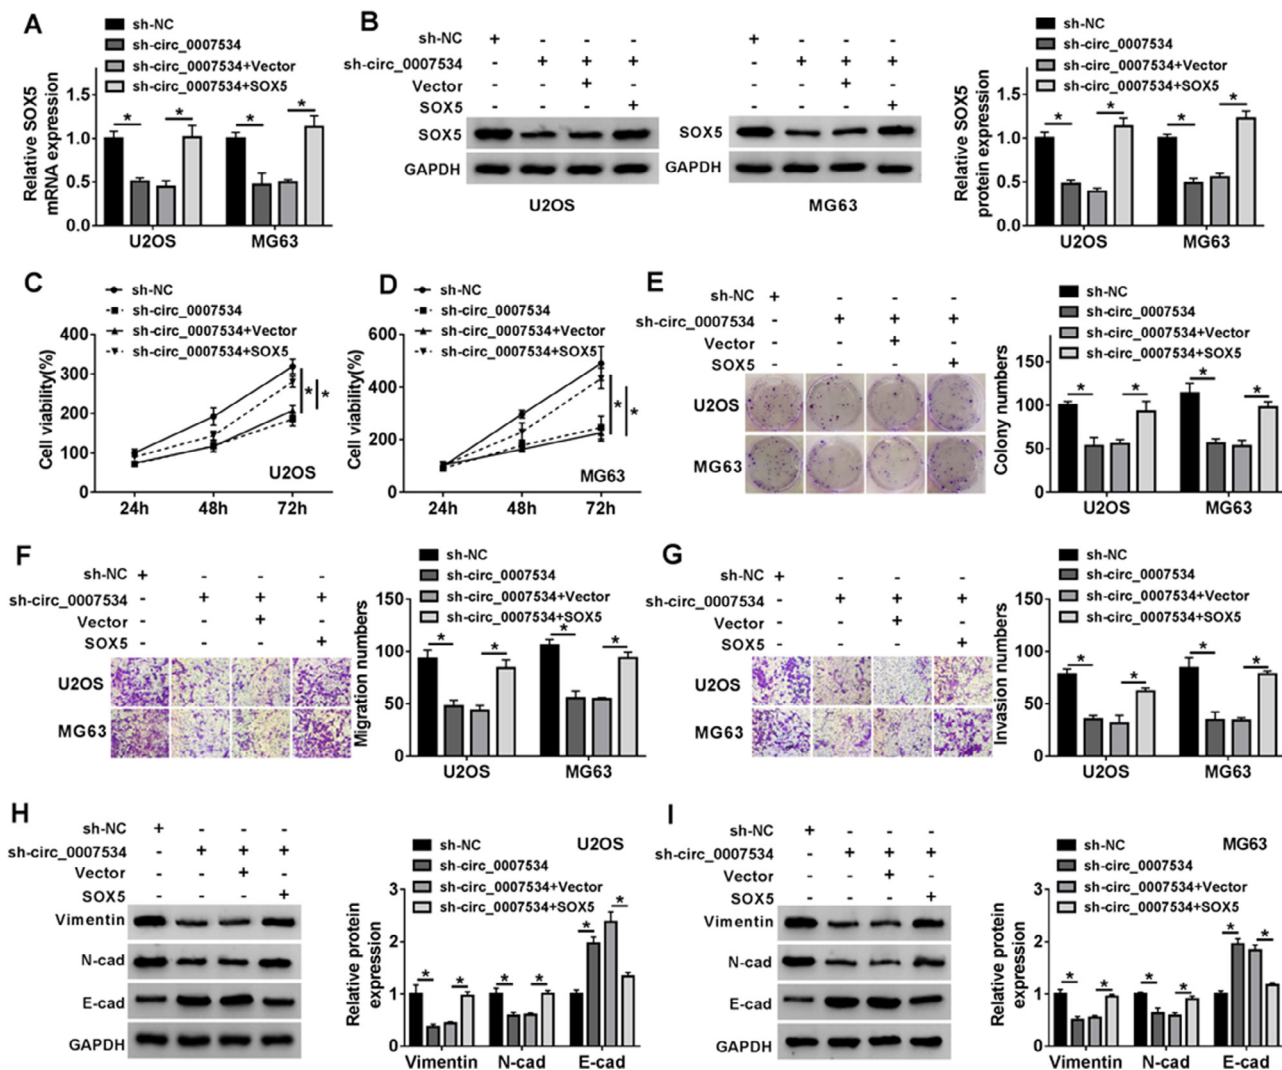 A
sh-NC
sh-circ_0007534
sh-circ_0007534+Vector
sh-circ_0007534+SOX5
Relative SOX5
mRNA expression
1.5
1.0
0.5
0.0
* * * *
U2OS MG63
B
sh-NC + - - - + - - -
sh-circ_0007534 - + + + - + + +
Vector - - + - - - + -
SOX5 - - - + - - - +
SOX5 SOX5
GAPDH GAPDH
U2OS MG63
sh-NC
sh-circ_0007534
sh-circ_0007534+Vector
sh-circ_0007534+SOX5
Relative SOX
protein expression
1.5
1.0
0.5
0.0
* * * *
U2OS MG63
C
sh-NC
sh-circ_0007534
sh-circ_0007534+Vector
sh-circ_0007534+SOX5
Cell viability(%)
400
300
200
100
0
* *
U2OS
24h 48h 72h
D
sh-NC
sh-circ_0007534
sh-circ_0007534+Vector
sh-circ_0007534+SOX5
Cell viability(%)
600
400
200
0
* *
MG63
24h 48h 72h
E
sh-NC + - - -
sh-circ_0007534 - + + +
Vector - - + -
SOX5 - - - +
U2OS
MG63
sh-NC
sh-circ_0007534
sh-circ_0007534+Vector
sh-circ_0007534+SOX5
Colony numbers
150
100
50
0
* * * *
U2OS MG63
F
sh-NC + - - -
sh-circ_0007534 - + + +
Vector - - + -
SOX5 - - - +
U2OS
MG63
sh-NC
sh-circ_0007534
sh-circ_0007534+Vector
sh-circ_0007534+SOX5
Migration numbers
150
100
50
0
* * * *
U2OS MG63
G
sh-NC + - - -
sh-circ_0007534 - + + +
Vector - - + -
SOX5 - - - +
U2OS
MG63
sh-NC
sh-circ_0007534
sh-circ_0007534+Vector
sh-circ_0007534+SOX5
Invasion numbers
150
100
50
0
* * * *
U2OS MG63
H
sh-NC + - - -
sh-circ_0007534 - + + +
Vector - - + -
SOX5 - - - +
Vimentin
N-cad
E-cad
GAPDH
sh-NC
sh-circ_0007534
sh-circ_0007534+Vector
sh-circ_0007534+SOX5
U2OS
Relative protein
expression
3
2
1
0
* * * * * *
Vimentin N-cad E-cad
I
sh-NC + - - -
sh-circ_0007534 - + + +
Vector - - + -
SOX5 - - - +
Vimentin
N-cad
E-cad
GAPDH
sh-NC
sh-circ_0007534
sh-circ_0007534+Vector
sh-circ_0007534+SOX5
MG63
Relative protein
expression
3
2
1
0
* * * * * *
Vimentin N-cad E-cad